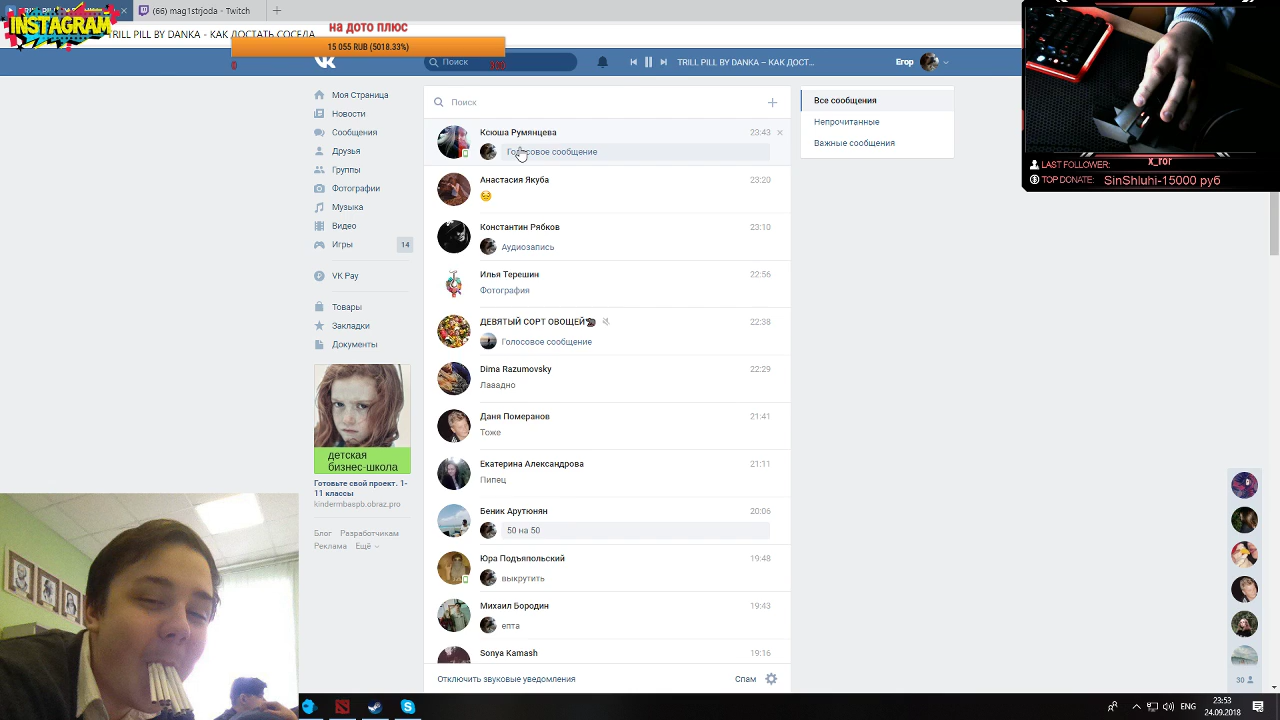 INSTAGRAM
mag1strjoda - Twitch
TRILL PILL BY DANKA - КАК ДОСТАТЬ СОСЕДА
на дото плюс
15 055 RUB (5018.33%)
0
300
Поиск
TRILL PILL BY DANKA – КАК ДОСТ...
Егор
Моя Страница
Новости
Сообщения
Друзья
Группы
Фотографии
Музыка
Видео
Игры
14
VK Pay
Товары
Закладки
Документы
детская
бизнес-школа
Готовьте свой проект. 1-
11 классы
kindermbaspb.obraz.pro
Блог Разработчикам
Реклама Ещё
Поиск
Ксюша Румянцева 23:43
Голосовое сообщение
Анастасия Якуба 23:20
Константин Рябков 23:10
Аудиозапись
Илья Терешин 22:56
Фотография
ДЕВЯТЫЙ СОРТ ОВОЩЕЙ 22:38
Голосовое сообщение
Dima Razumovsky 22:29
Лааадно
Даня Померанов 21:41
Тоже
Екатерина Александрова 21:11
Пипец
Беник Арутюнян 20:06
50 на 50
Юра Подъяпольский 19:48
выкрутить
Михаил Бородин 19:43
епта
Sonya Kamash 19:16
Отключить звуковые уведомления Спам
Все сообщения
Непрочитанные
Важные сообщения
LAST FOLLOWER: x_ror
TOP DONATE: SinShluhi-15000 руб
30
ENG
23:53
24.09.2018